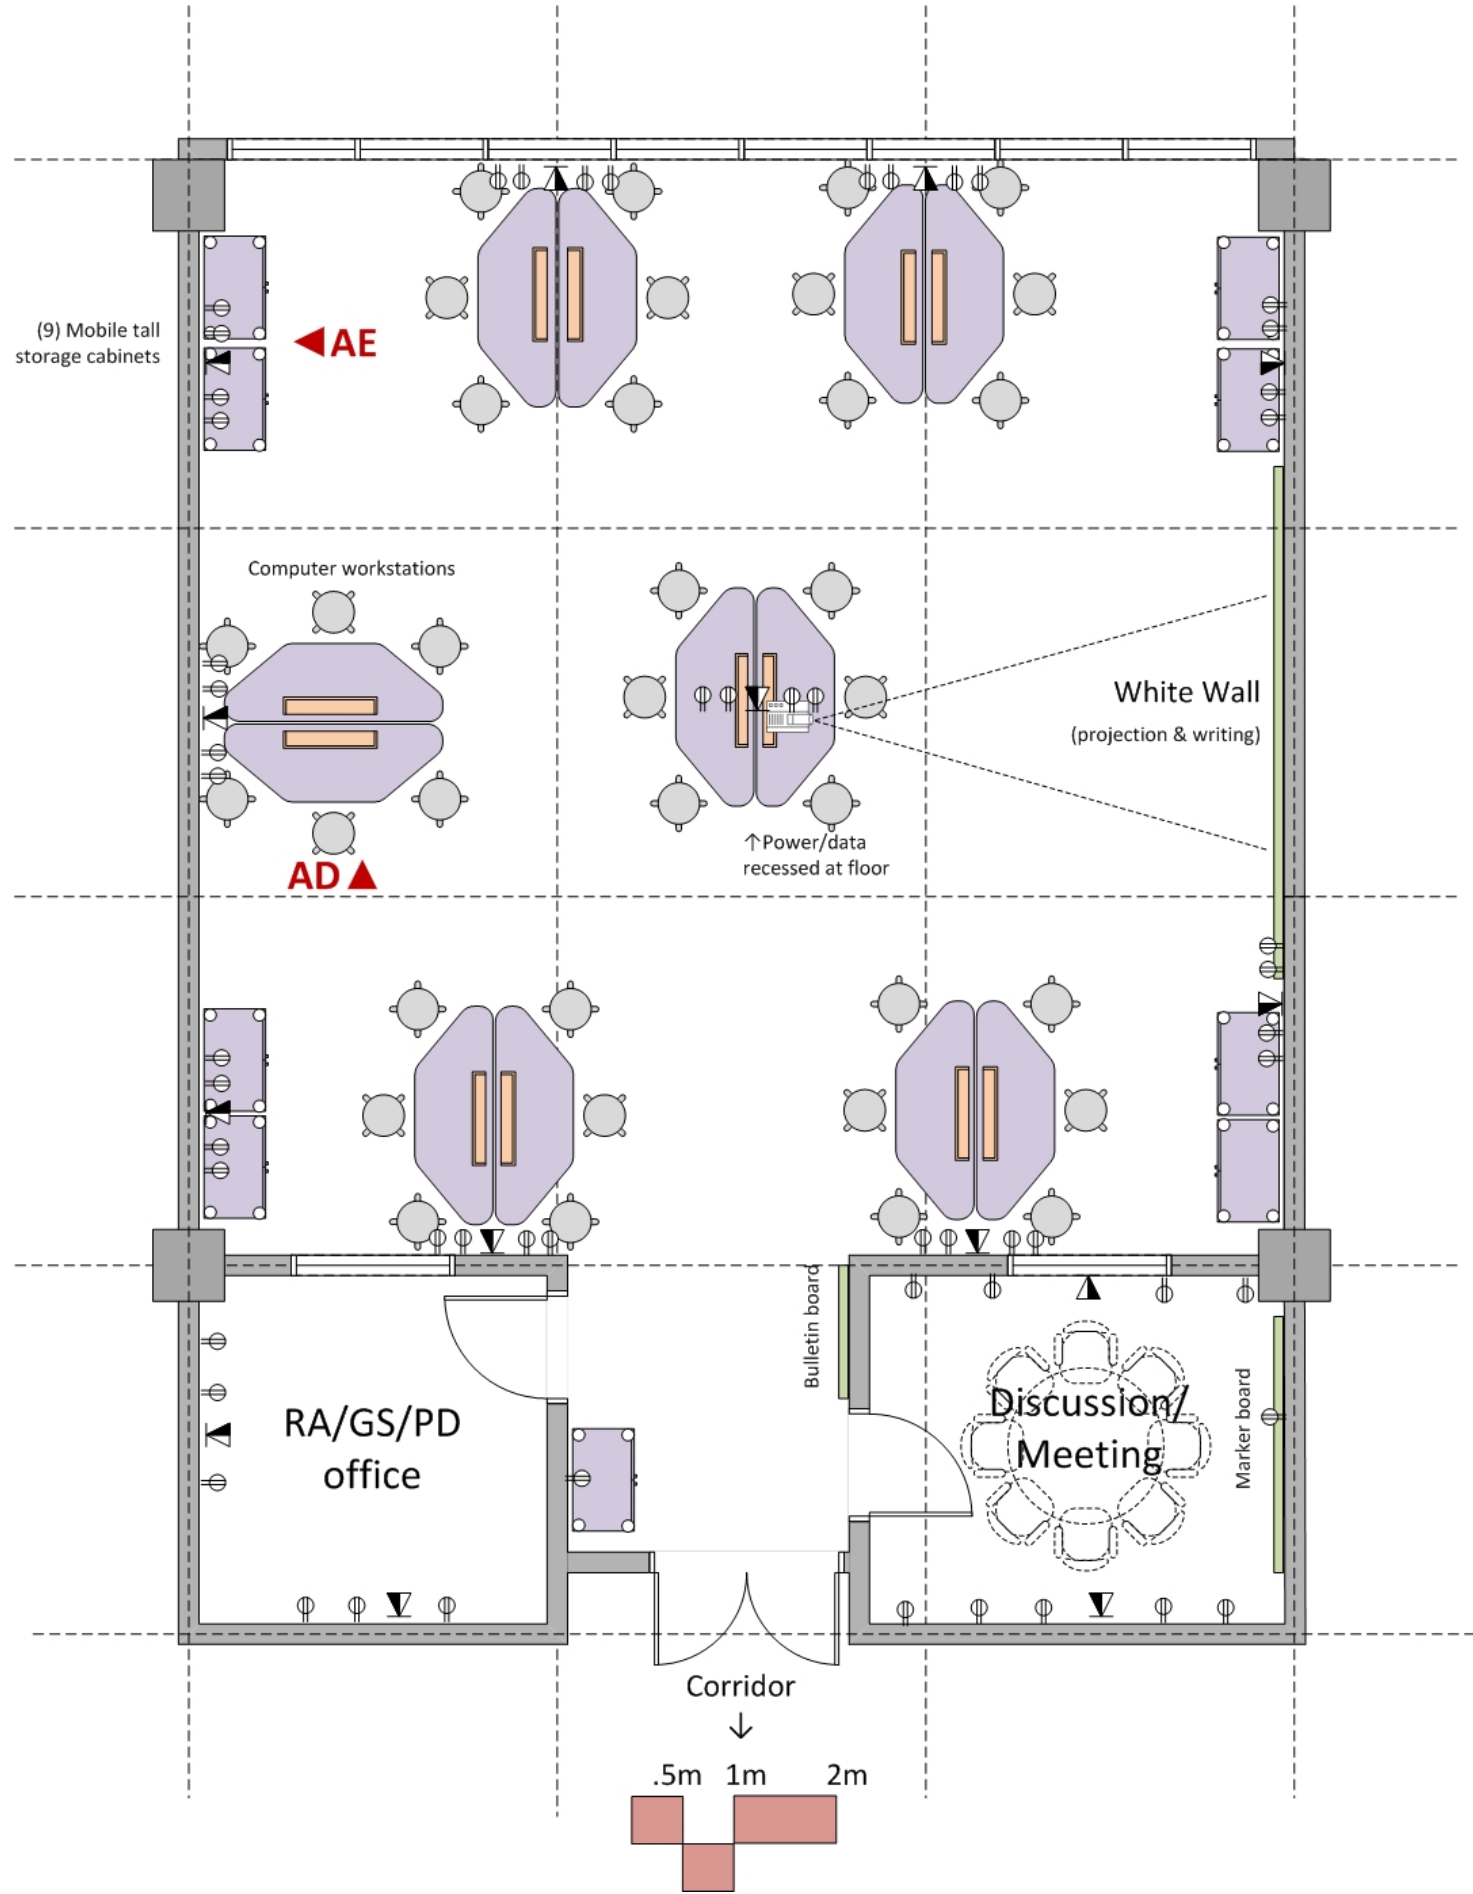 (9) Mobile tall
storage cabinets
AE
Computer workstations
White Wall
(projection & writing)
↑Power/data
recessed at floor
AD
Bulletin board
RA/GS/PD
office
Discussion/
Meeting
Marker board
Corridor
↓
.5m 1m 2m